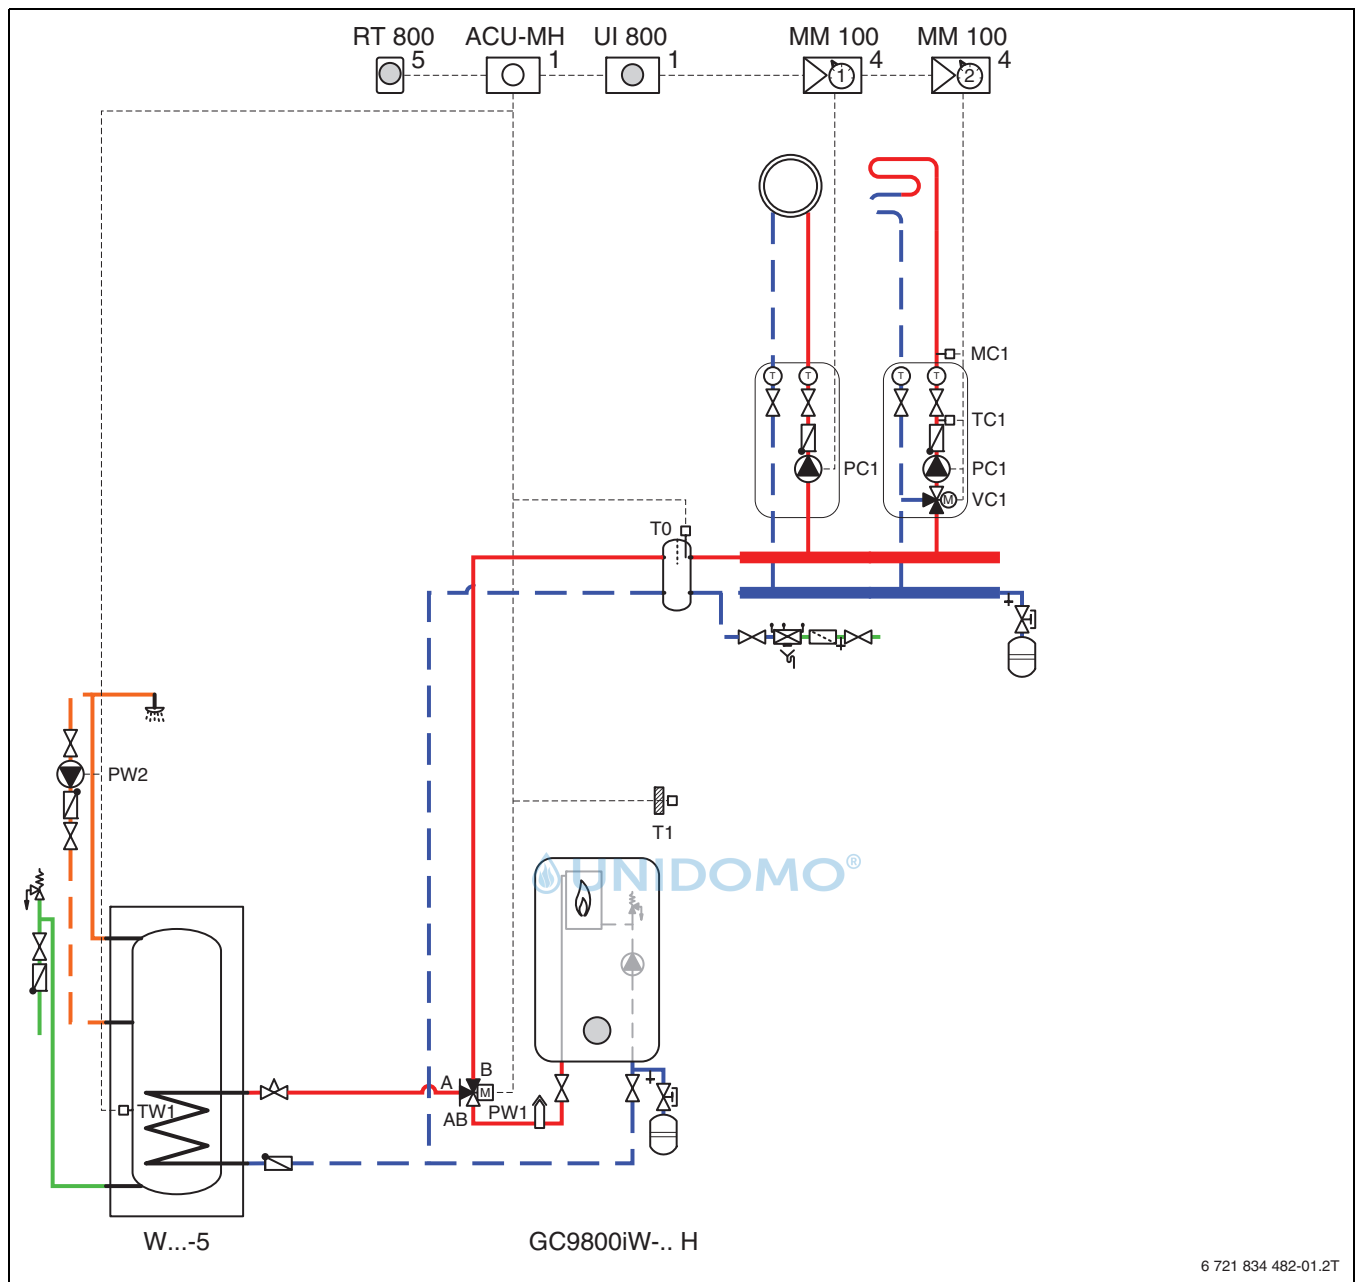 RT 800 ACU-MH UI 800 MM 100 MM 100
5 1 1 4 4
1 2
MC1
T T T T
TC1
PC1 PC1
M VC1
T0
PW2
T1
UNIDOMO®
A B M
AB PW1
TW1
W...-5 GC9800iW-.. H
6 721 834 482-01.2T